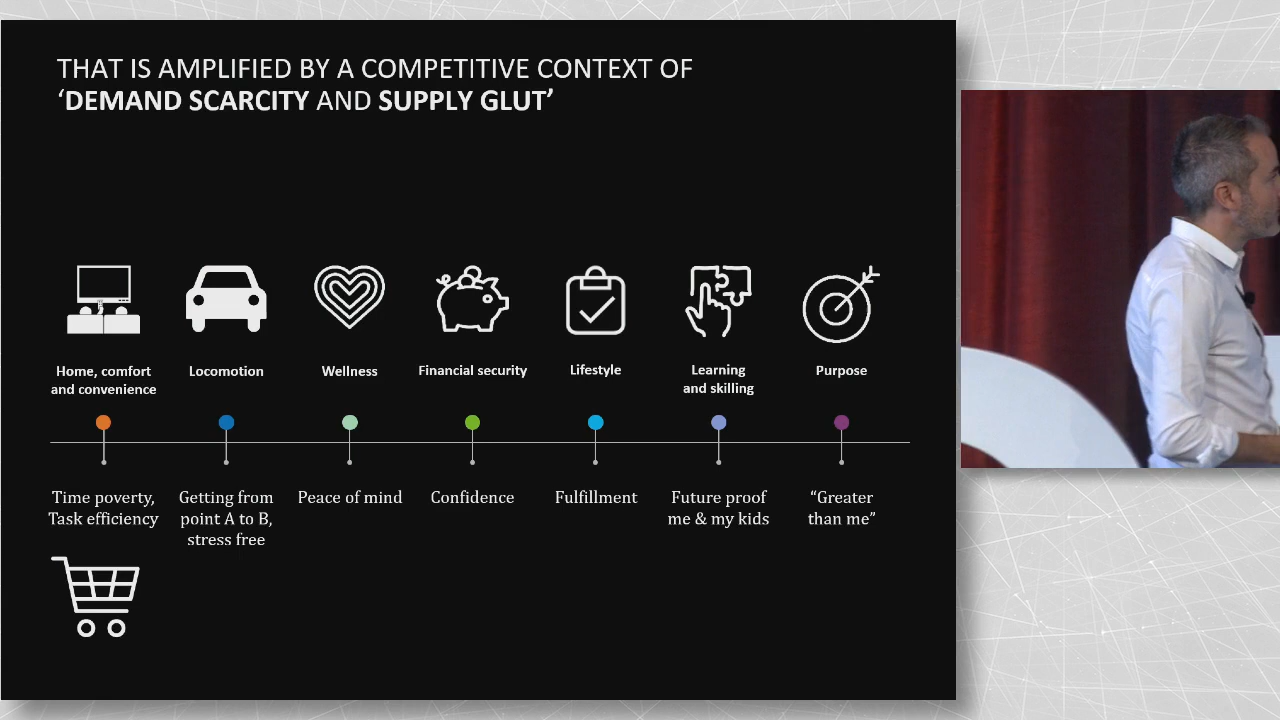 THAT IS AMPLIFIED BY A COMPETITIVE CONTEXT OF
‘DEMAND SCARCITY AND SUPPLY GLUT’
Home, comfort
and convenience
Locomotion
Wellness
Financial security
Lifestyle
Learning
and skilling
Purpose
Time poverty,
Task efficiency
Getting from
point A to B,
stress free
Peace of mind
Confidence
Fulfillment
Future proof
me & my kids
“Greater
than me”